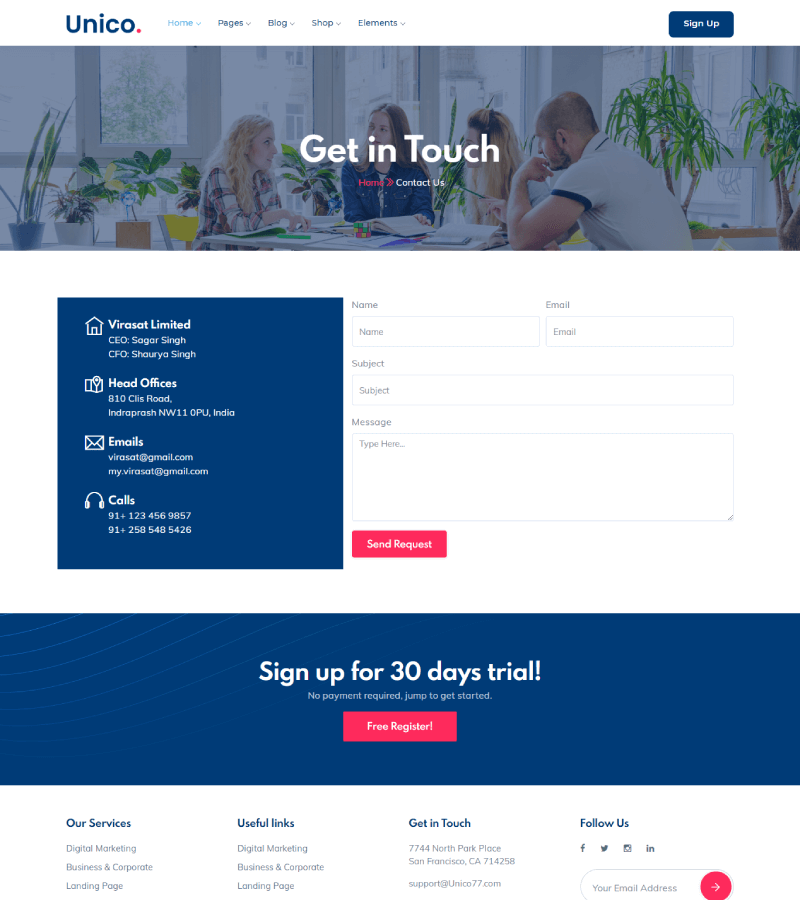 Unico.
Home Pages Blog Shop Elements
Sign Up
Get in Touch
Home Contact Us
Virasat Limited
CEO: Sagar Singh
CFO: Shaurya Singh
Head Offices
810 Clis Road,
Indraprash NW11 0PU, India
Emails
virasat@gmail.com
my.virasat@gmail.com
Calls
91+ 123 456 9857
91+ 258 548 5426
Name Email
Name Email
Subject
Subject
Message
Type Here...
Send Request
Sign up for 30 days trial!
No payment required, jump to get started.
Free Register!
Our Services
Digital Marketing
Business & Corporate
Landing Page
Useful links
Digital Marketing
Business & Corporate
Landing Page
Get in Touch
7744 North Park Place
San Francisco, CA 714258
support@Unico77.com
Follow Us
Your Email Address